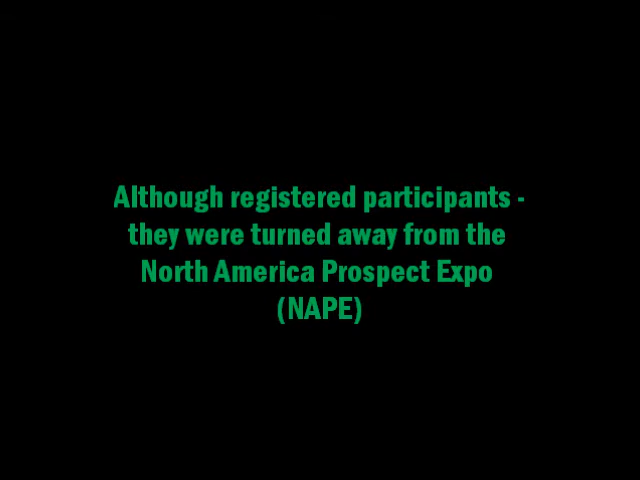 Although registered participants -
they were turned away from the
North America Prospect Expo
(NAPE)